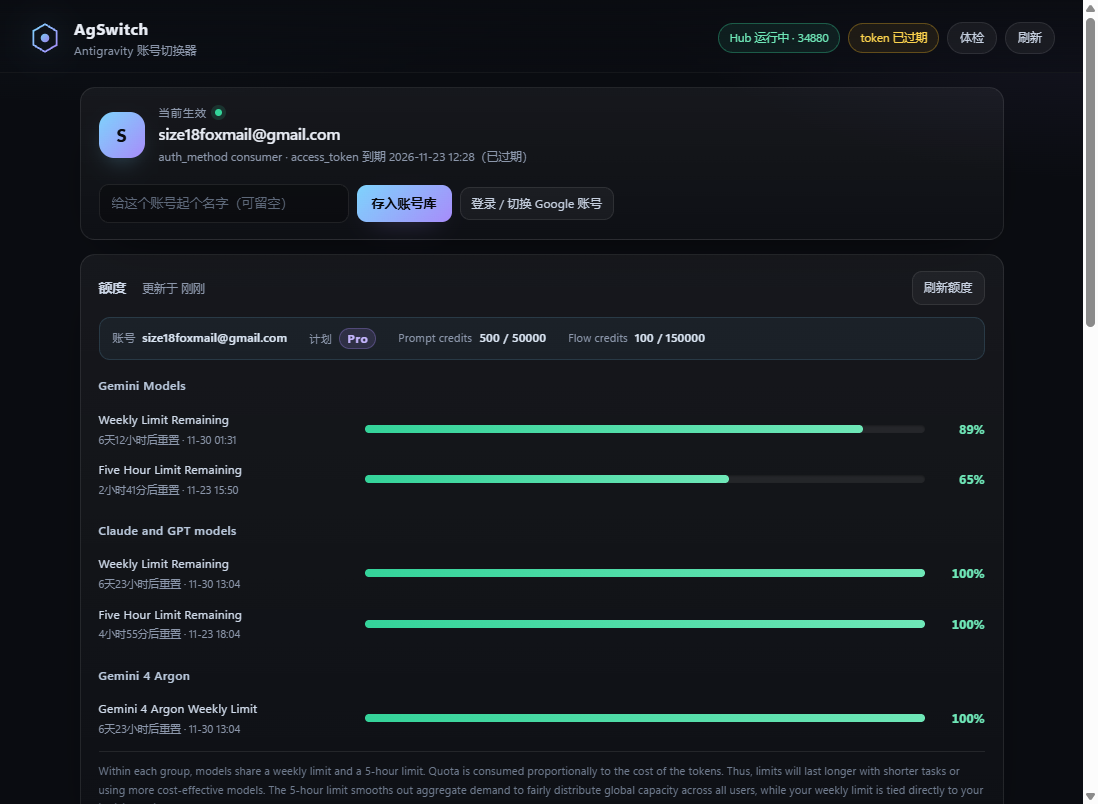 AgSwitch
Antigravity 账号切换器
Hub 运行中 · 34880
token 已过期
体检
刷新
S
当前生效
size18foxmail@gmail.com
auth_method consumer · access_token 到期 2026-11-23 12:28（已过期）
给这个账号起个名字（可留空）
存入账号库
登录 / 切换 Google 账号
额度 更新于 刚刚
刷新额度
账号 size18foxmail@gmail.com 计划 Pro Prompt credits 500 / 50000 Flow credits 100 / 150000
Gemini Models
Weekly Limit Remaining
6天12小时后重置 · 11-30 01:31
89%
Five Hour Limit Remaining
2小时41分后重置 · 11-23 15:50
65%
Claude and GPT models
Weekly Limit Remaining
6天23小时后重置 · 11-30 13:04
100%
Five Hour Limit Remaining
4小时55分后重置 · 11-23 18:04
100%
Gemini 4 Argon
Gemini 4 Argon Weekly Limit
6天23小时后重置 · 11-30 13:04
100%
Within each group, models share a weekly limit and a 5-hour limit. Quota is consumed proportionally to the cost of the tokens. Thus, limits will last longer with shorter tasks or
using more cost-effective models. The 5-hour limit smooths out aggregate demand to fairly distribute global capacity across all users, while your weekly limit is tied directly to your